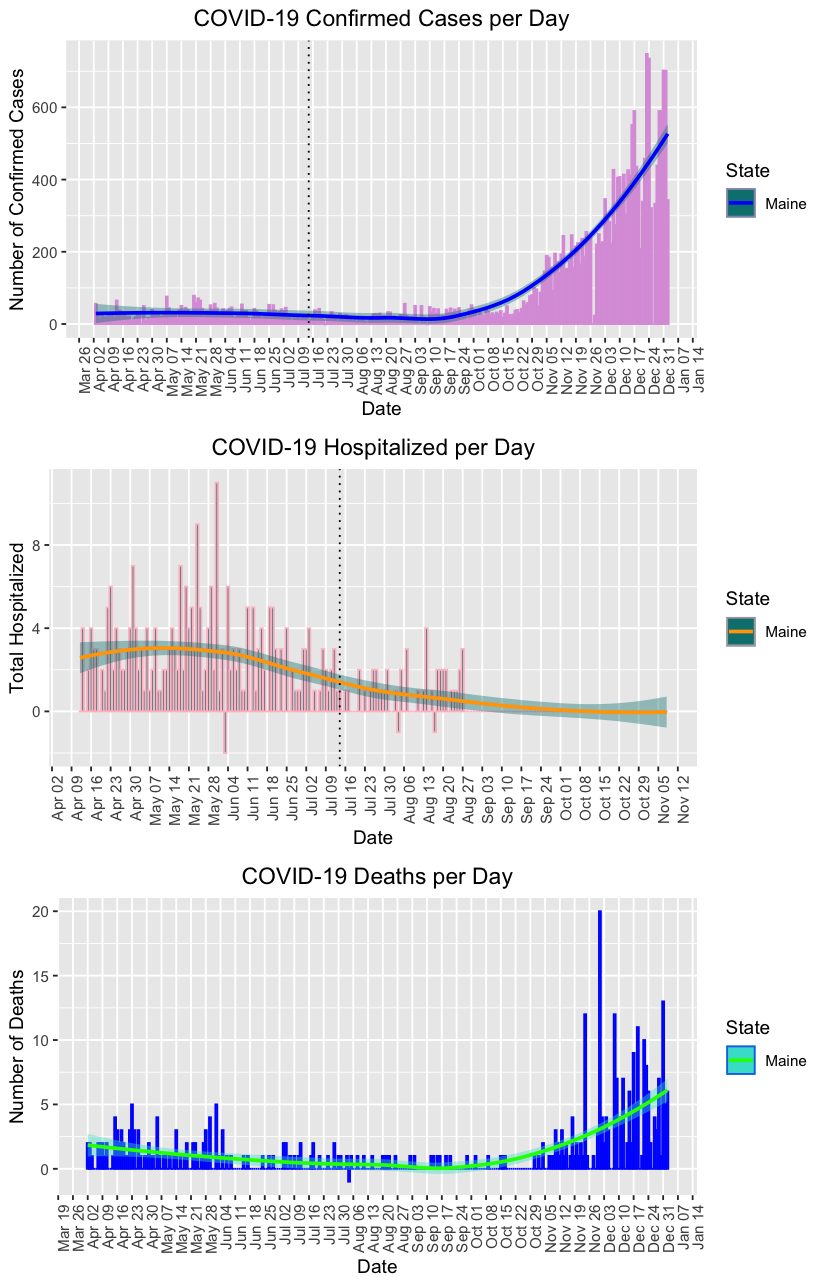 COVID-19 Confirmed Cases per Day
Number of Confirmed Cases
600
400
200
0
Mar 26
Apr 02
Apr 09
Apr 16
Apr 23
Apr 30
May 07
May 14
May 21
May 28
Jun 04
Jun 11
Jun 18
Jun 25
Jul 02
Jul 09
Jul 16
Jul 23
Jul 30
Aug 06
Aug 13
Aug 20
Aug 27
Sep 03
Sep 10
Sep 17
Sep 24
Oct 01
Oct 08
Oct 15
Oct 22
Oct 29
Nov 05
Nov 12
Nov 19
Nov 26
Dec 03
Dec 10
Dec 17
Dec 24
Dec 31
Jan 07
Jan 14
Date
State
Maine
COVID-19 Hospitalized per Day
Total Hospitalized
8
4
0
Apr 02
Apr 09
Apr 16
Apr 23
Apr 30
May 07
May 14
May 21
May 28
Jun 04
Jun 11
Jun 18
Jun 25
Jul 02
Jul 09
Jul 16
Jul 23
Jul 30
Aug 06
Aug 13
Aug 20
Aug 27
Sep 03
Sep 10
Sep 17
Sep 24
Oct 01
Oct 08
Oct 15
Oct 22
Oct 29
Nov 05
Nov 12
Date
State
Maine
COVID-19 Deaths per Day
Number of Deaths
20
15
10
5
0
Mar 19
Mar 26
Apr 02
Apr 09
Apr 16
Apr 23
Apr 30
May 07
May 14
May 21
May 28
Jun 04
Jun 11
Jun 18
Jun 25
Jul 02
Jul 09
Jul 16
Jul 23
Jul 30
Aug 06
Aug 13
Aug 20
Aug 27
Sep 03
Sep 10
Sep 17
Sep 24
Oct 01
Oct 08
Oct 15
Oct 22
Oct 29
Nov 05
Nov 12
Nov 19
Nov 26
Dec 03
Dec 10
Dec 17
Dec 24
Dec 31
Jan 07
Jan 14
Date
State
Maine